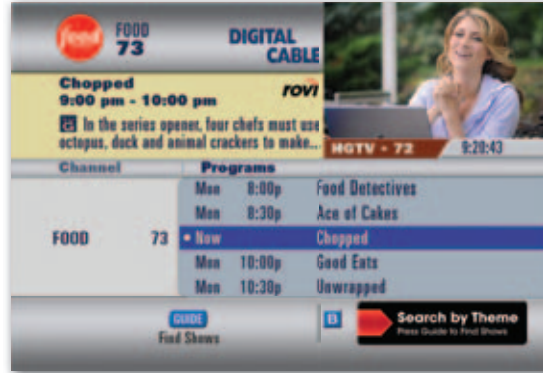 food
FOOD
73
DIGITAL
CABLE
Chopped
9:00 pm - 10:00 pm
rovi
In the series opener, four chefs must use
octopus, duck and animal crackers to make...
HGTV - 72 9:28:43
Channel Programs
Mon 8:00p Food Detectives
Mon 8:30p Ace of Cakes
FOOD 73 • Now Chopped
Mon 10:00p Good Eats
Mon 10:30p Unwrapped
GUIDE
Find Shows
B
Search by Theme
Press Guide to Find Shows